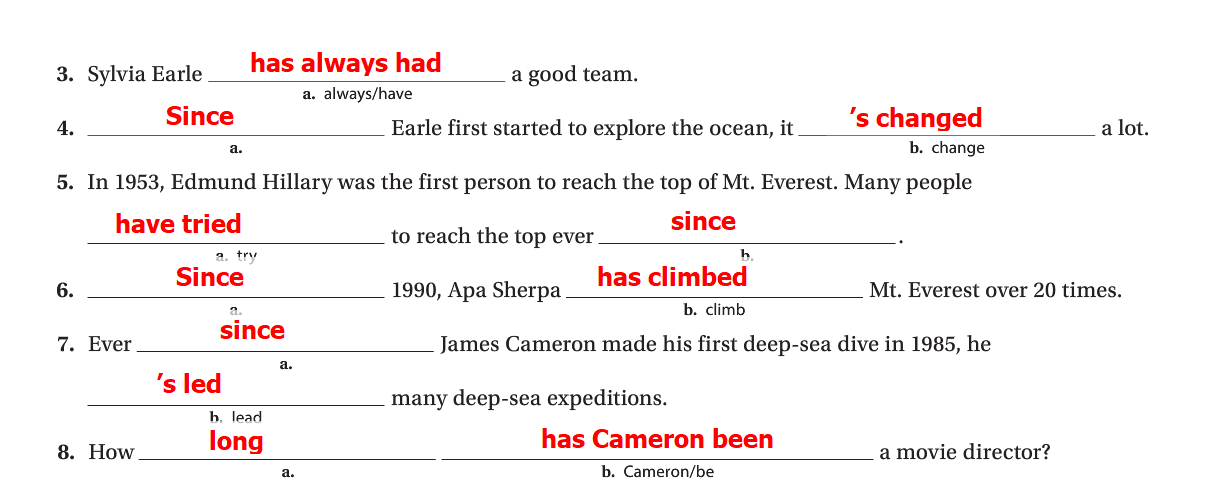 3. Sylvia Earle has always had a good team.
a. always/have
4. Since Earle first started to explore the ocean, it ’s changed a lot.
a. b. change
5. In 1953, Edmund Hillary was the first person to reach the top of Mt. Everest. Many people
have tried to reach the top ever since .
a. try b.
6. Since 1990, Apa Sherpa has climbed Mt. Everest over 20 times.
a. b. climb
7. Ever since James Cameron made his first deep-sea dive in 1985, he
a.
’s led many deep-sea expeditions.
b. lead
8. How long has Cameron been a movie director?
a. b. Cameron/be